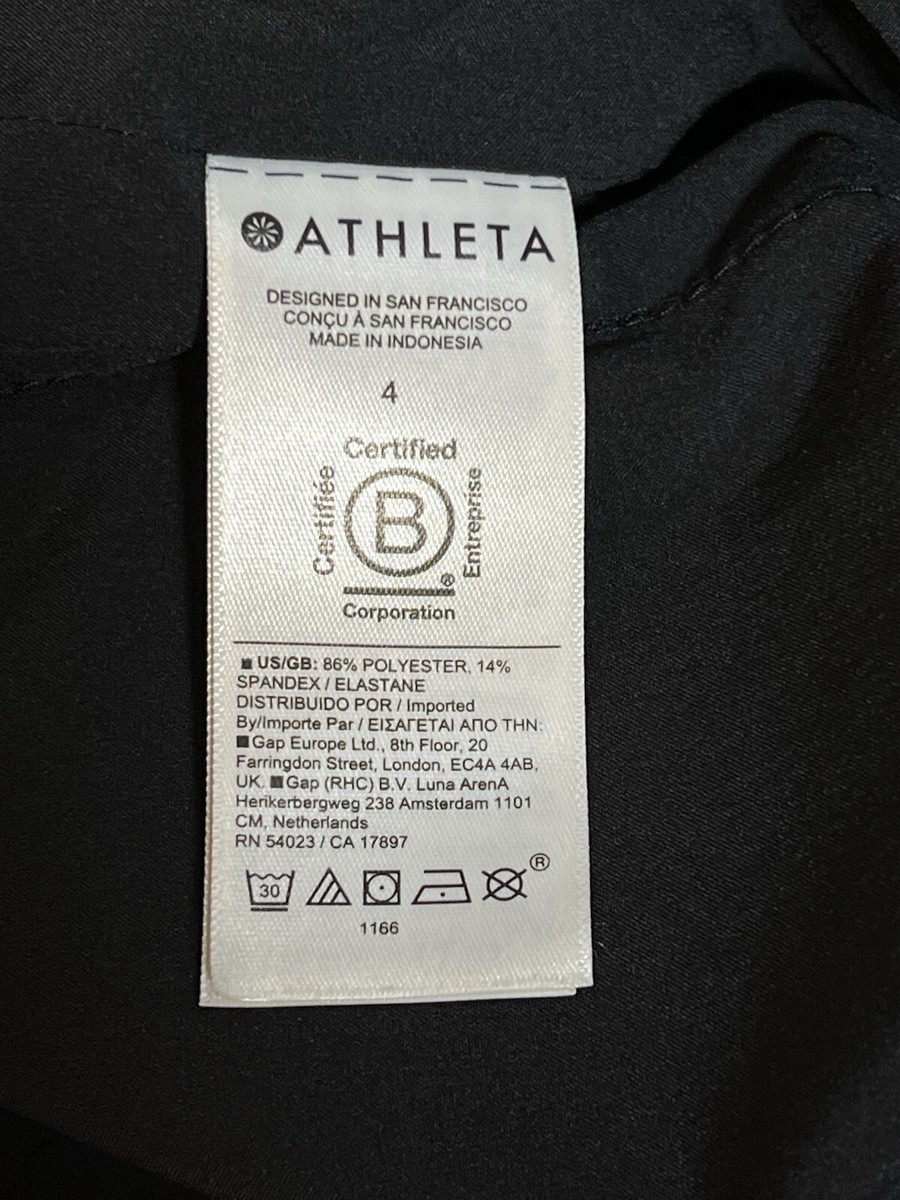 ATHLETA
DESIGNED IN SAN FRANCISCO
CONÇU À SAN FRANCISCO
MADE IN INDONESIA
4
Certified
Certifiée
B
Entreprise
®
Corporation
US/GB: 86% POLYESTER, 14%
SPANDEX / ELASTANE
DISTRIBUIDO POR / Imported
By/Importe Par / ΕΙΣΑΓΕΤΑΙ ΑΠΟ ΤΗΝ:
Gap Europe Ltd., 8th Floor, 20
Farringdon Street, London, EC4A 4AB,
UK. Gap (RHC) B.V. Luna ArenA
Herikerbergweg 238 Amsterdam 1101
CM, Netherlands
RN 54023 / CA 17897
30 ®
1166